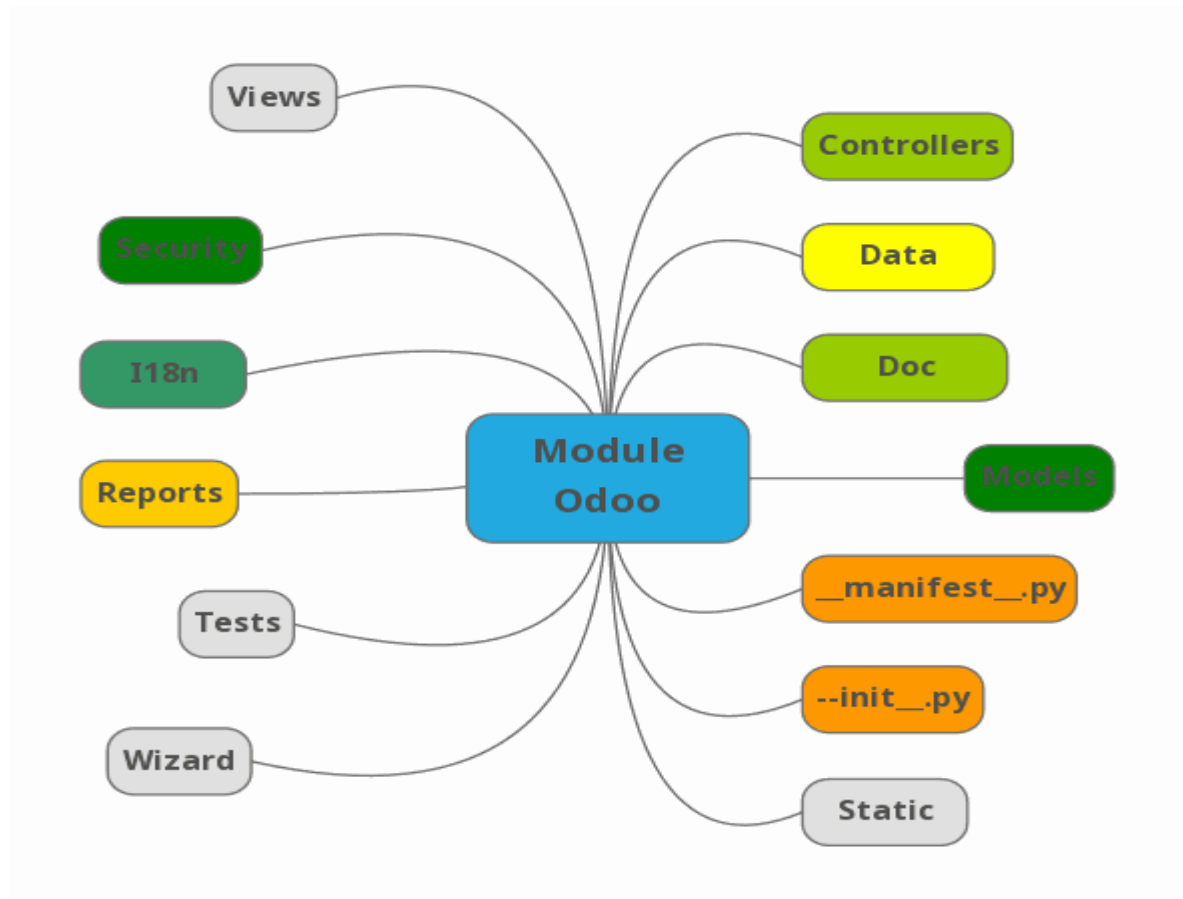 Views
Security
I18n
Reports
Tests
Wizard
Module
Odoo
Controllers
Data
Doc
Models
__manifest__.py
--init__.py
Static